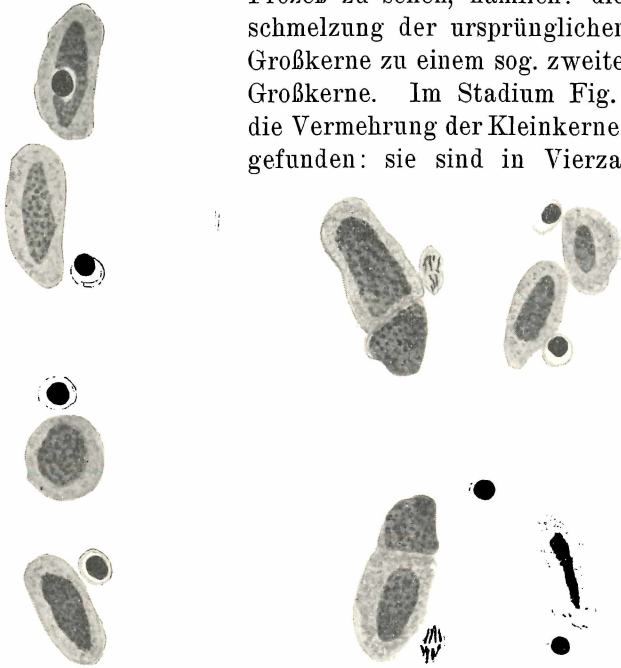 schmelzung der ursprünglichen
Großkerne zu einem sog. zweite
Großkerne. Im Stadium Fig.
die Vermehrung der Kleinkerne
gefunden: sie sind in Vierza